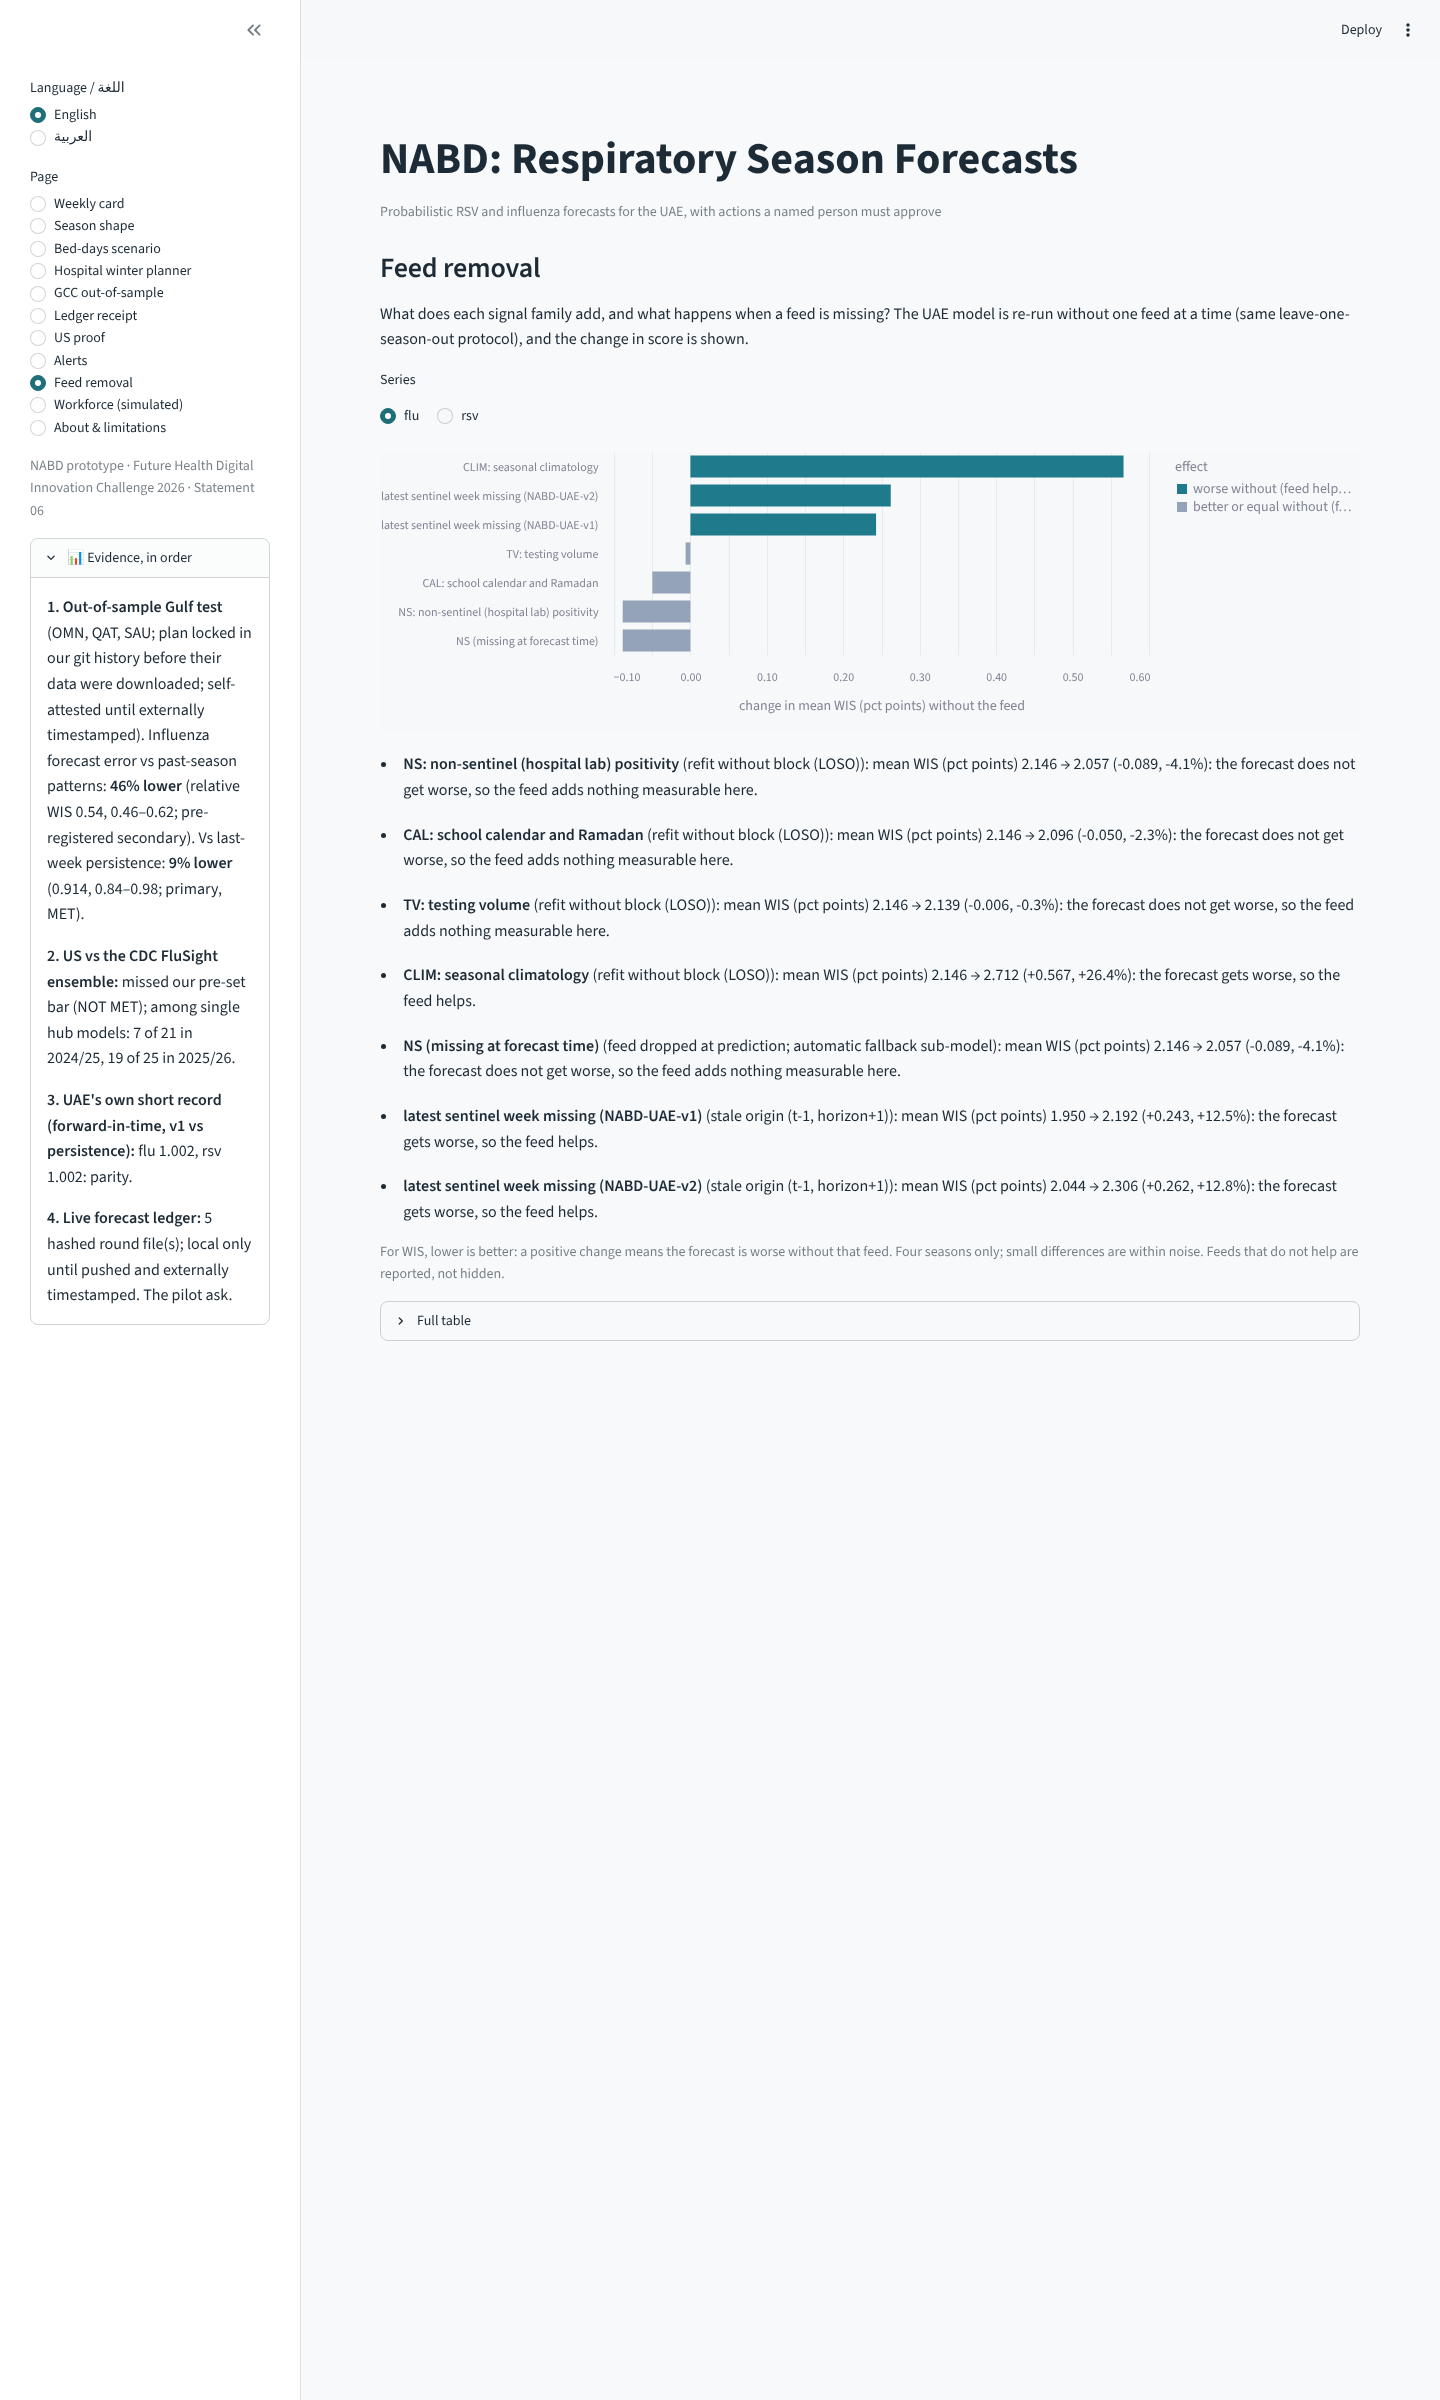 Deploy
Language / اللغة
English
العربية
Page
Weekly card
Season shape
Bed-days scenario
Hospital winter planner
GCC out-of-sample
Ledger receipt
US proof
Alerts
Feed removal
Workforce (simulated)
About & limitations
NABD prototype · Future Health Digital
Innovation Challenge 2026 · Statement
06
📊 Evidence, in order
1. Out-of-sample Gulf test
(OMN, QAT, SAU; plan locked in
our git history before their
data were downloaded; self-
attested until externally
timestamped). Influenza
forecast error vs past-season
patterns: 46% lower (relative
WIS 0.54, 0.46–0.62; pre-
registered secondary). Vs last-
week persistence: 9% lower
(0.914, 0.84–0.98; primary,
MET).
2. US vs the CDC FluSight
ensemble: missed our pre-set
bar (NOT MET); among single
hub models: 7 of 21 in
2024/25, 19 of 25 in 2025/26.
3. UAE's own short record
(forward-in-time, v1 vs
persistence): flu 1.002, rsv
1.002: parity.
4. Live forecast ledger: 5
hashed round file(s); local only
until pushed and externally
timestamped. The pilot ask.
NABD: Respiratory Season Forecasts
Probabilistic RSV and influenza forecasts for the UAE, with actions a named person must approve
Feed removal
What does each signal family add, and what happens when a feed is missing? The UAE model is re-run without one feed at a time (same leave-one-
season-out protocol), and the change in score is shown.
Series
flu
rsv
CLIM: seasonal climatology
latest sentinel week missing (NABD-UAE-v2)
latest sentinel week missing (NABD-UAE-v1)
TV: testing volume
CAL: school calendar and Ramadan
NS: non-sentinel (hospital lab) positivity
NS (missing at forecast time)
−0.10 0.00 0.10 0.20 0.30 0.40 0.50 0.60
change in mean WIS (pct points) without the feed
effect
worse without (feed help…
better or equal without (f…
• NS: non-sentinel (hospital lab) positivity (refit without block (LOSO)): mean WIS (pct points) 2.146 → 2.057 (-0.089, -4.1%): the forecast does not
get worse, so the feed adds nothing measurable here.
• CAL: school calendar and Ramadan (refit without block (LOSO)): mean WIS (pct points) 2.146 → 2.096 (-0.050, -2.3%): the forecast does not get
worse, so the feed adds nothing measurable here.
• TV: testing volume (refit without block (LOSO)): mean WIS (pct points) 2.146 → 2.139 (-0.006, -0.3%): the forecast does not get worse, so the feed
adds nothing measurable here.
• CLIM: seasonal climatology (refit without block (LOSO)): mean WIS (pct points) 2.146 → 2.712 (+0.567, +26.4%): the forecast gets worse, so the
feed helps.
• NS (missing at forecast time) (feed dropped at prediction; automatic fallback sub-model): mean WIS (pct points) 2.146 → 2.057 (-0.089, -4.1%):
the forecast does not get worse, so the feed adds nothing measurable here.
• latest sentinel week missing (NABD-UAE-v1) (stale origin (t-1, horizon+1)): mean WIS (pct points) 1.950 → 2.192 (+0.243, +12.5%): the forecast
gets worse, so the feed helps.
• latest sentinel week missing (NABD-UAE-v2) (stale origin (t-1, horizon+1)): mean WIS (pct points) 2.044 → 2.306 (+0.262, +12.8%): the forecast
gets worse, so the feed helps.
For WIS, lower is better: a positive change means the forecast is worse without that feed. Four seasons only; small differences are within noise. Feeds that do not help are
reported, not hidden.
Full table